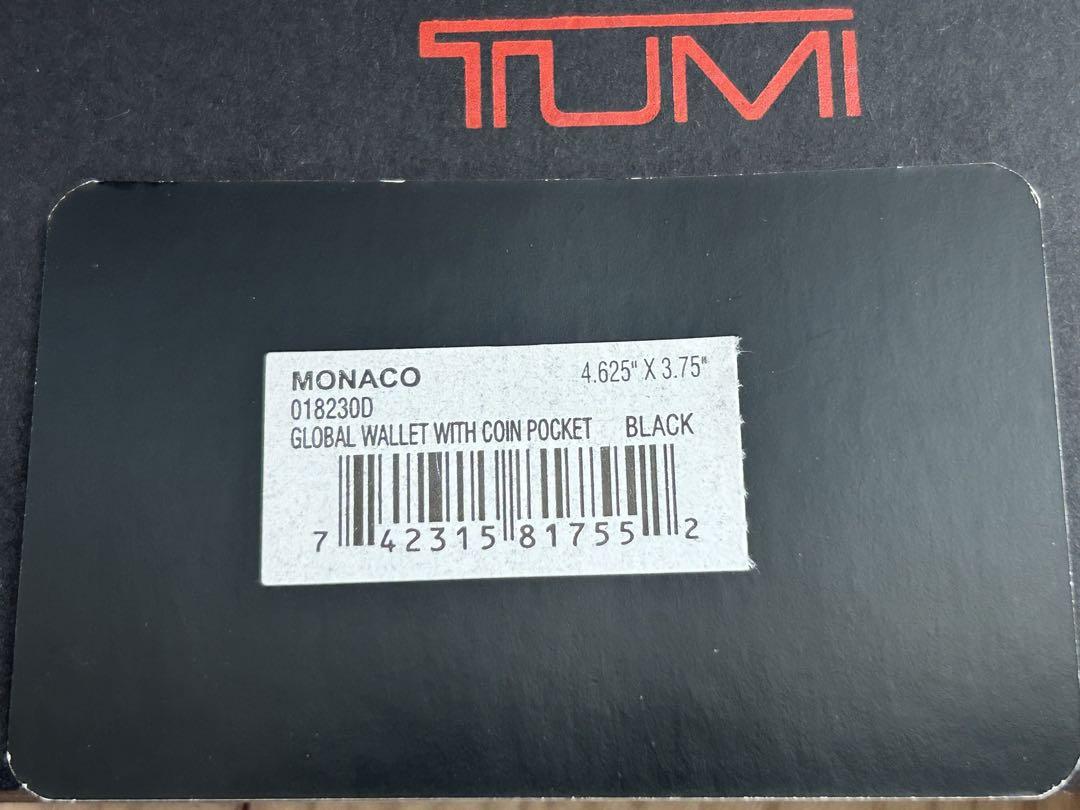 TUMI
MONACO 4.625" X 3.75"
018230D
GLOBAL WALLET WITH COIN POCKET BLACK
7 42315 81755 2